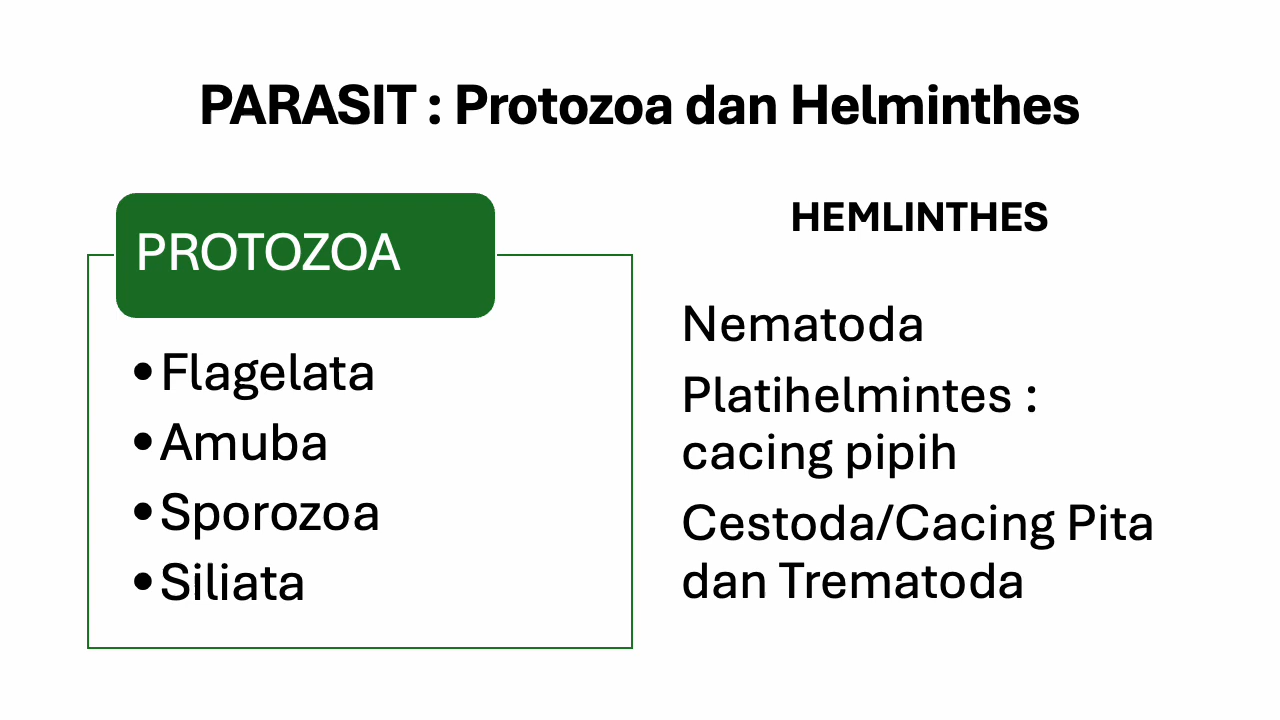 PARASIT : Protozoa dan Helminthes
PROTOZOA
•Flagelata
•Amuba
•Sporozoa
•Siliata
HEMLINTHES
Nematoda
Platihelmintes :
cacing pipih
Cestoda/Cacing Pita
dan Trematoda